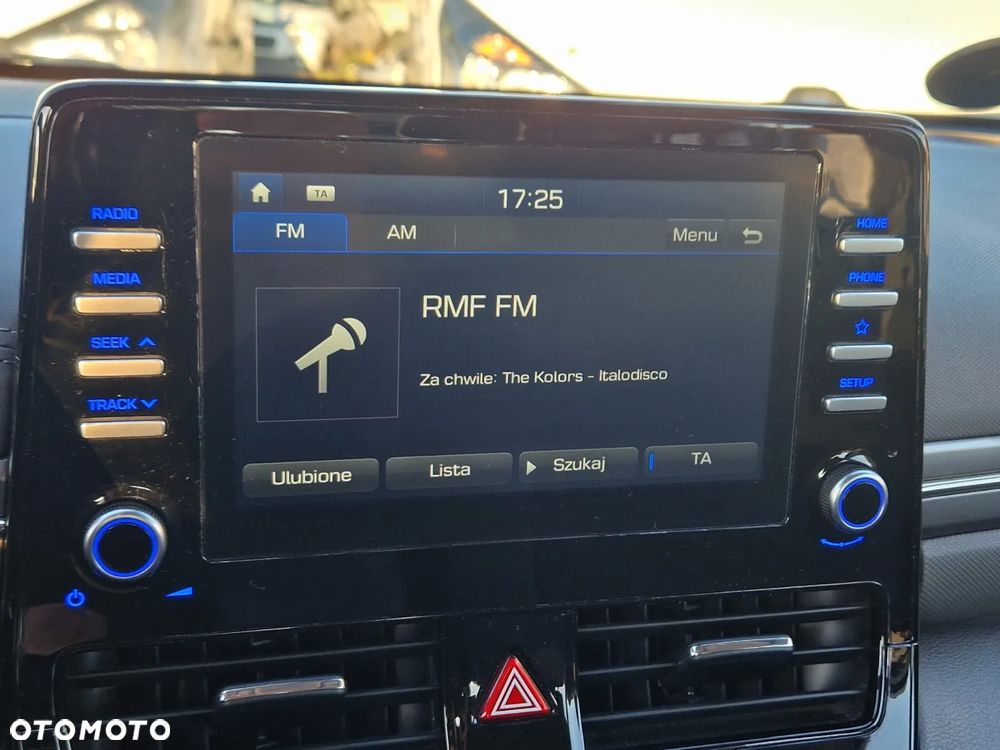 TA
17:25
FM
AM
Menu
RMF FM
Za chwile: The Kolors - Italodisco
Ulubione
Lista
Szukaj
TA
RADIO
MEDIA
SEEK
TRACK
HOME
PHONE
SETUP
OTOMOTO